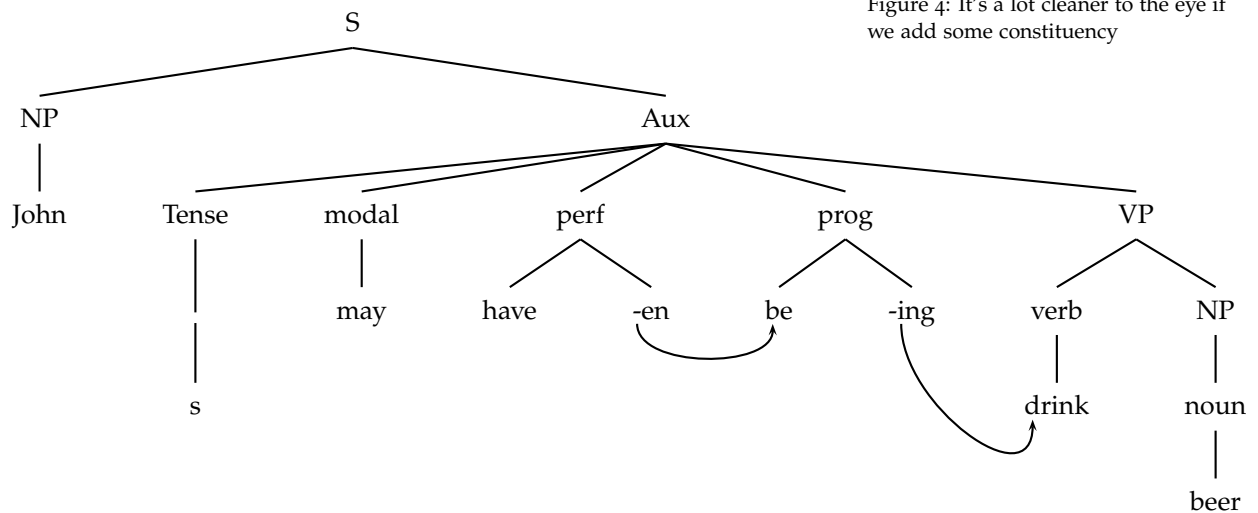 Figure 4: It's a lot cleaner to the eye if
we add some constituency
S
NP Aux
John Tense modal perf prog VP
may have -en be -ing verb NP
s drink noun
beer